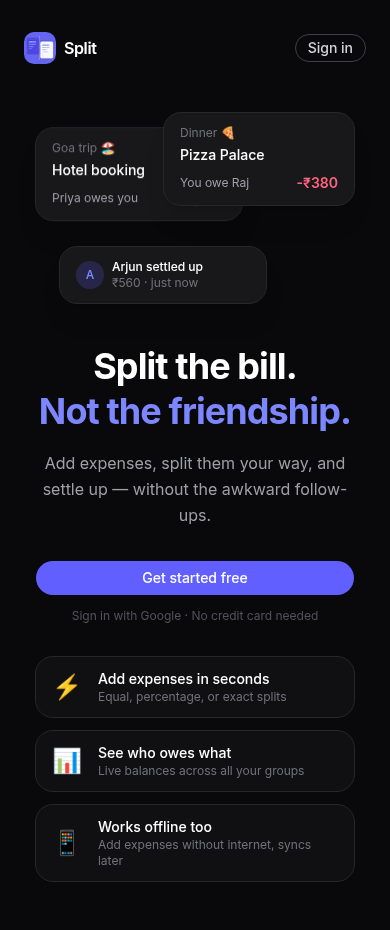 Split
Sign in
Goa trip 🏖️
Hotel booking
Priya owes you
Dinner 🍕
Pizza Palace
You owe Raj
-₹380
A
Arjun settled up
₹560 · just now
Split the bill.
Not the friendship.
Add expenses, split them your way, and
settle up — without the awkward follow-
ups.
Get started free
Sign in with Google · No credit card needed
Add expenses in seconds
Equal, percentage, or exact splits
See who owes what
Live balances across all your groups
Works offline too
Add expenses without internet, syncs
later